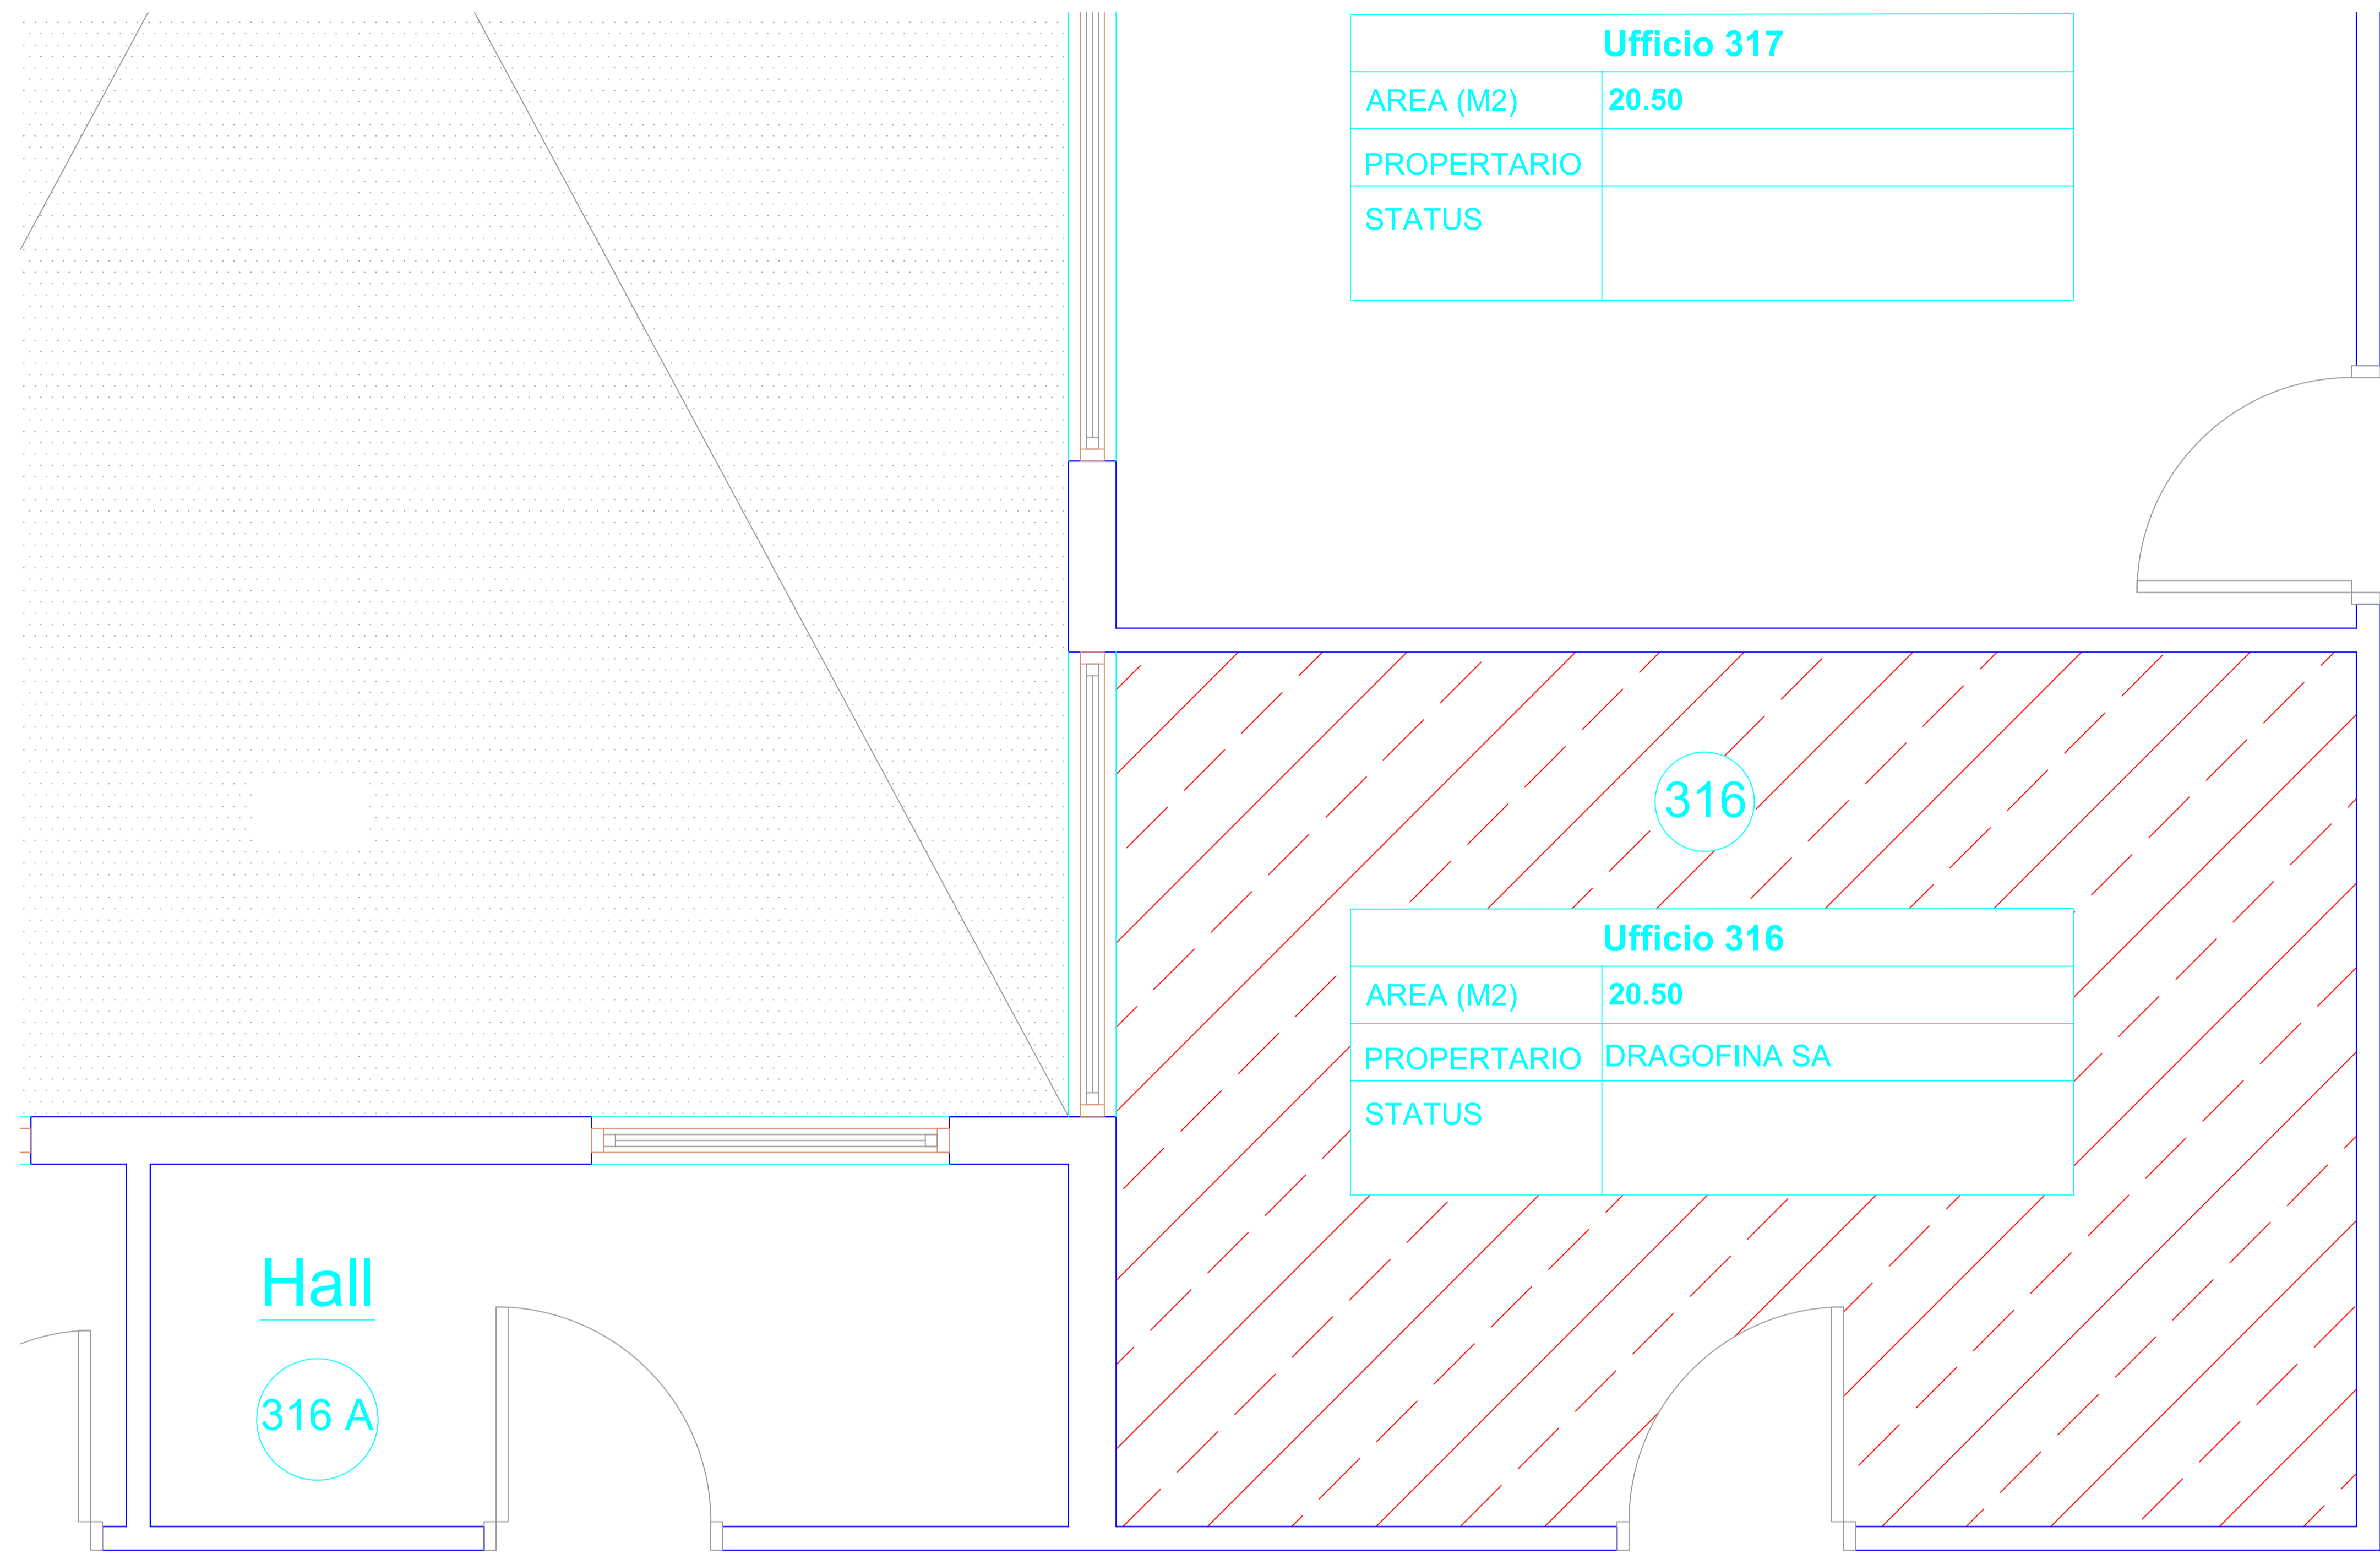 Ufficio 317
AREA (M2) 20.50
PROPERTARIO
STATUS
316
Ufficio 316
AREA (M2) 20.50
PROPERTARIO DRAGOFINA SA
STATUS
Hall
316 A